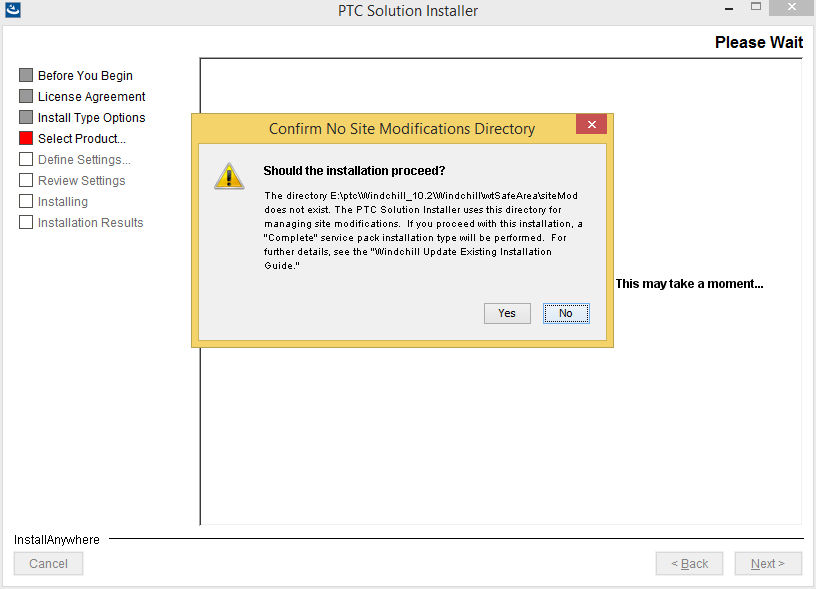 PTC Solution Installer
Please Wait
Before You Begin
License Agreement
Install Type Options
Select Product...
Define Settings...
Review Settings
Installing
Installation Results
Confirm No Site Modifications Directory
Should the installation proceed?
The directory E:\ptc\Windchill_10.2\Windchill\wtSafeArea\siteMod
does not exist. The PTC Solution Installer uses this directory for
managing site modifications.  If you proceed with this installation, a
"Complete" service pack installation type will be performed.  For
further details, see the "Windchill Update Existing Installation
Guide."
Yes
No
This may take a moment...
InstallAnywhere
Cancel
< Back
Next >